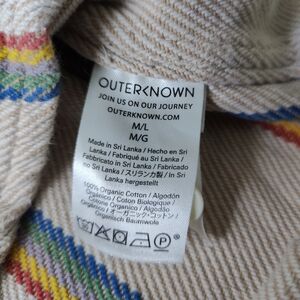 OUTERKNOWN
JOIN US ON OUR JOURNEY
OUTERKNOWN.COM
M/L
M/G
Made in Sri Lanka / Hecho en Sri
Lanka / Fabriqué au Sri Lanka /
Fabbricato in Sri Lanka / Fabricado
no Sri Lanka / スリランカ製 / In Sri
Lanka hergestellt
100% Organic Cotton / Algodón
Orgánico / Coton Biologique /
Cotone Organico / Algodão
Orgânico / オーガニック・コットン /
Organisch Baumwolle
P